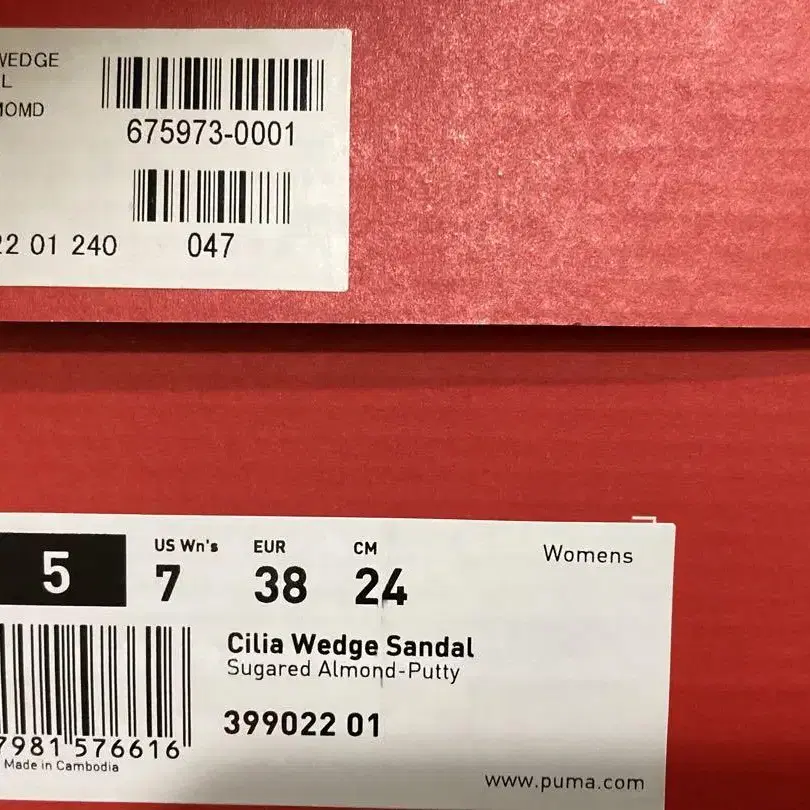 WEDGE
L
MOMD
675973-0001
22 01 240
047
5
US Wn's
7
EUR
38
CM
24
Womens
Cilia Wedge Sandal
Sugared Almond-Putty
399022 01
7981 576616
Made in Cambodia
www.puma.com